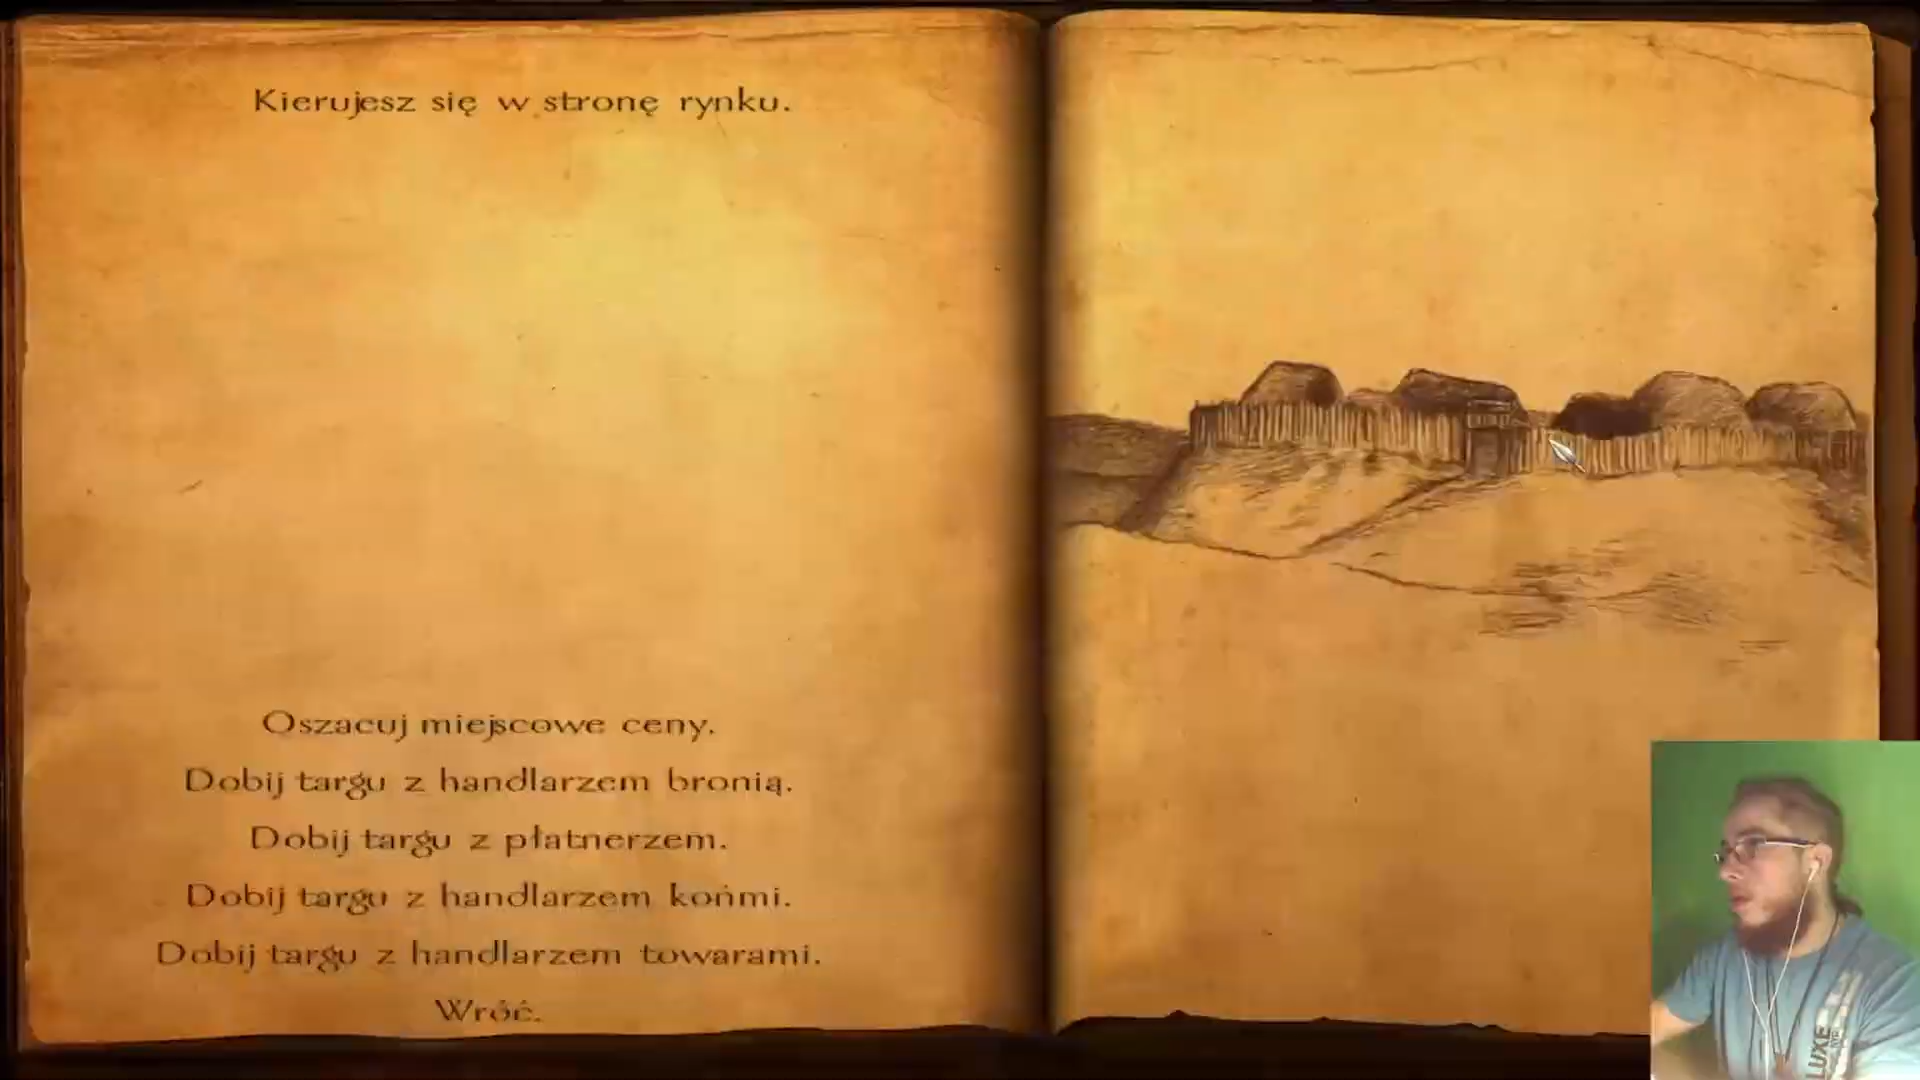 Kierujesz się w stronę rynku.
Oszacuj miejscowe ceny.
Dobij targu z handlarzem bronią.
Dobij targu z płatnerzem.
Dobij targu z handlarzem końmi.
Dobij targu z handlarzem towarami.
Wróć.
LUXE